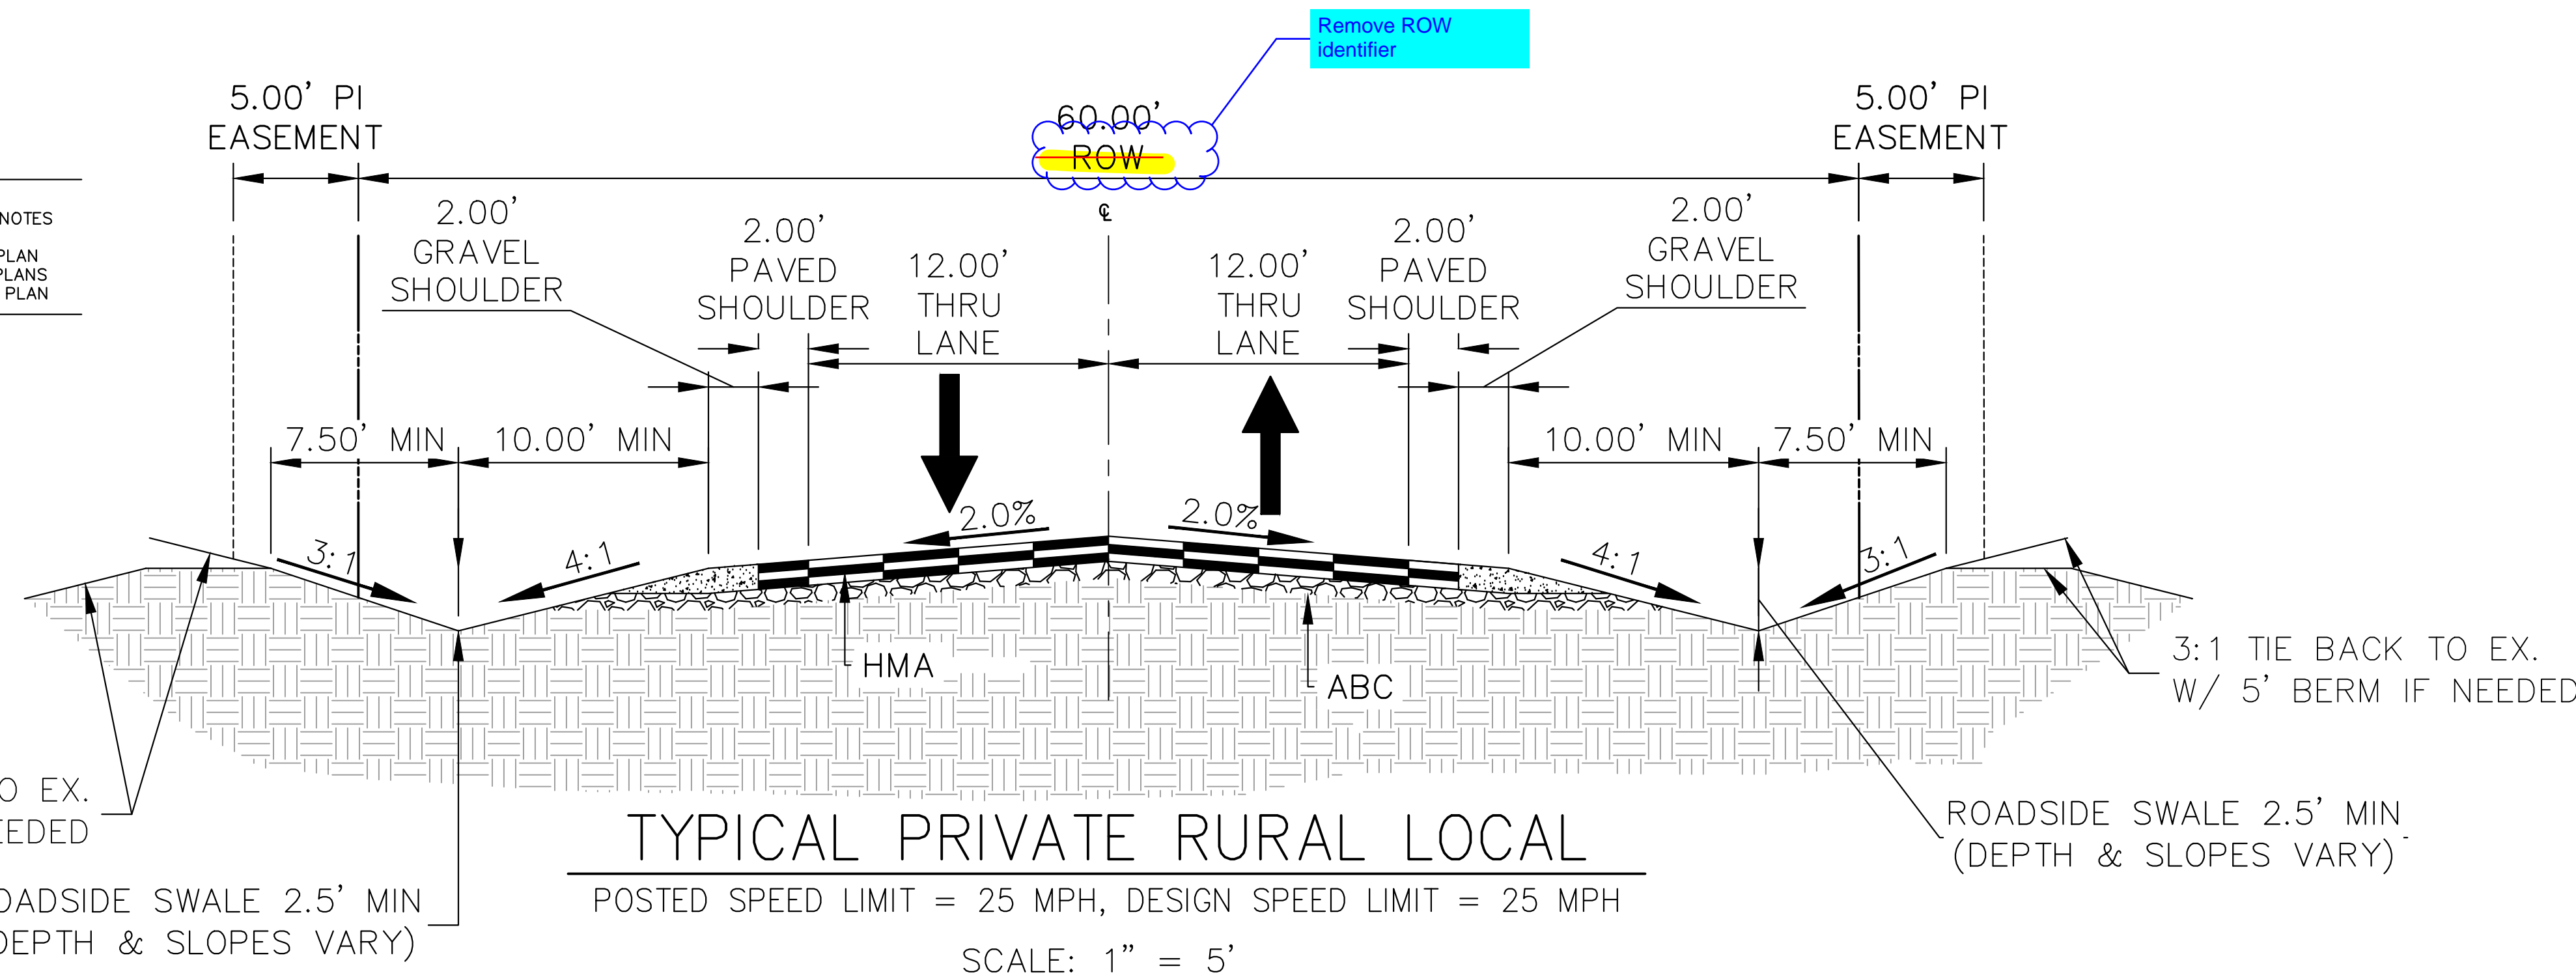 Remove ROW
identifier
5.00' PI
EASEMENT
60.00'
ROW
5.00' PI
EASEMENT
NOTES
PLAN
PLANS
PLAN
℄
2.00'
GRAVEL
SHOULDER
2.00'
PAVED
SHOULDER
12.00'
THRU
LANE
12.00'
THRU
LANE
2.00'
PAVED
SHOULDER
2.00'
GRAVEL
SHOULDER
7.50' MIN
10.00' MIN
10.00' MIN
7.50' MIN
3:1
4:1
2.0%
2.0%
4:1
3:1
HMA
ABC
3:1 TIE BACK TO EX.
W/ 5' BERM IF NEEDED
EX.
ROADSIDE SWALE 2.5' MIN
(DEPTH & SLOPES VARY)
TYPICAL PRIVATE RURAL LOCAL
POSTED SPEED LIMIT = 25 MPH, DESIGN SPEED LIMIT = 25 MPH
SCALE: 1" = 5'
SWALE 2.5' MIN
& SLOPES VARY)